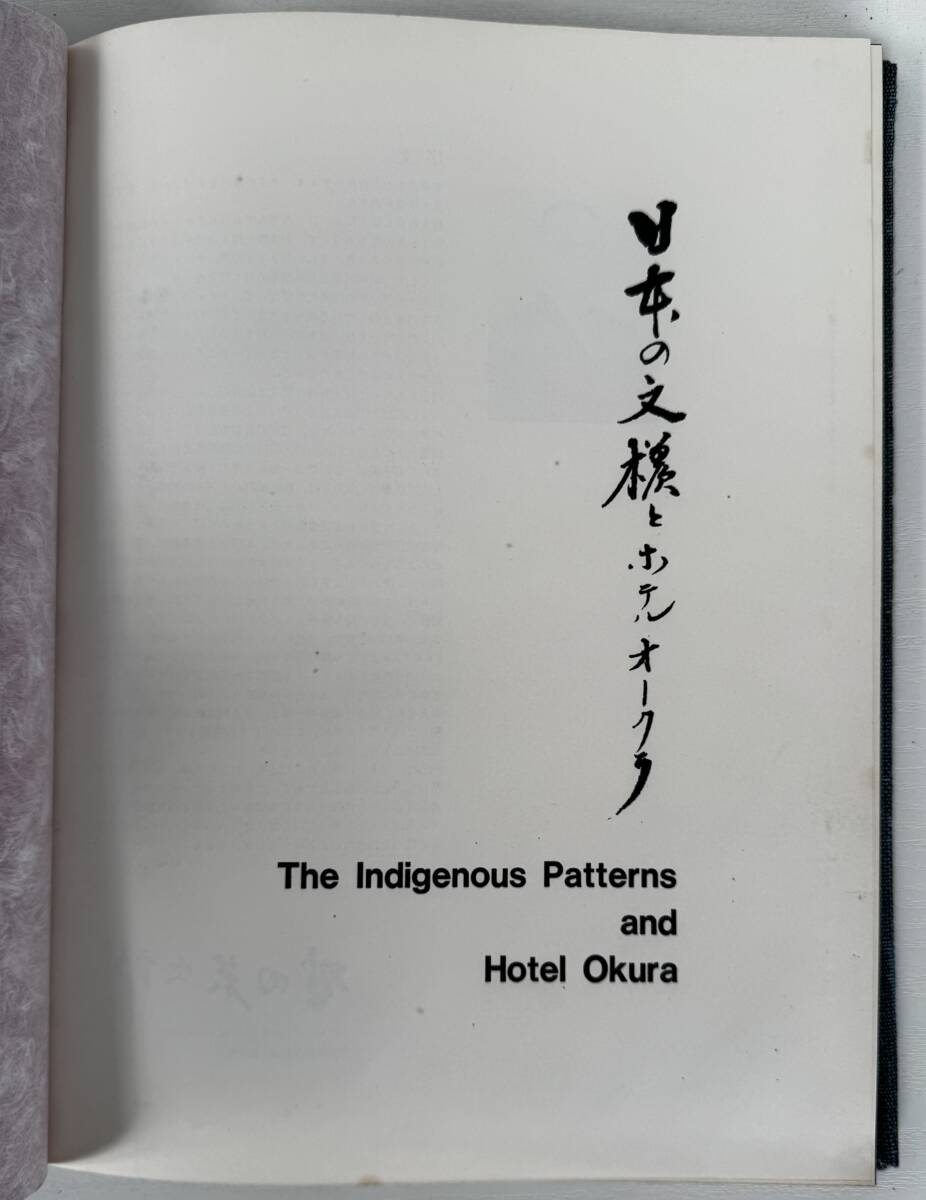 日本の文様とホテルオークラ
The Indigenous Patterns
and
Hotel Okura